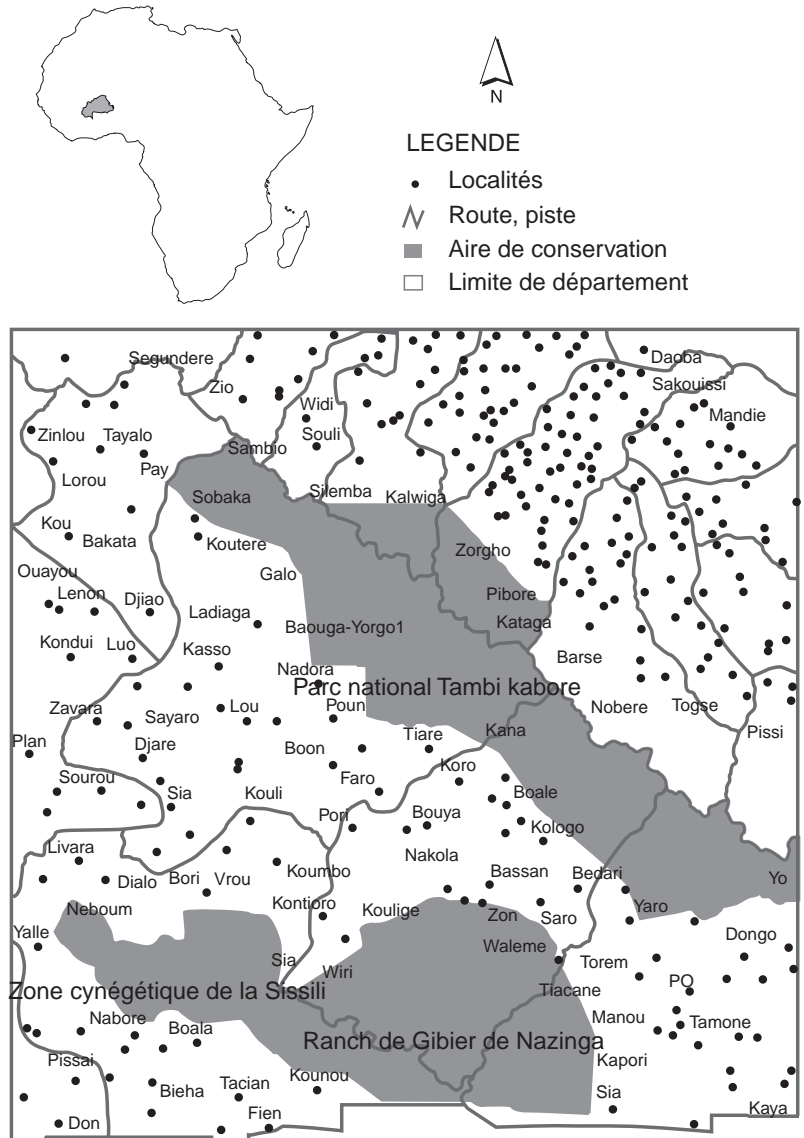 N
LEGENDE
Localités
Route, piste
Aire de conservation
Limite de département
Segundere
Daoba
Zio
Sakouissi
Widi
Mandie
Zinlou
Tayalo
Souli
Sambio
Pay
Lorou
Silemba
Kalwiga
Sobaka
Kou
Bakata
Koutere
Zorgho
Galo
Ouayou
Lenon
Djiao
Pibore
Ladiaga
Kataga
Baouga-Yorgo1
Kondui
Luo
Kasso
Barse
Nadora
Parc national Tambi kabore
Zavara
Sayaro
Lou
Poun
Nobere
Togse
Plan
Djare
Boon
Tiare
Kana
Pissi
Koro
Sourou
Sia
Kouli
Faro
Boale
Pori
Bouya
Kologo
Livara
Nakola
Dialo
Bori
Vrou
Koumbo
Bassan
Bedari
Yo
Neboum
Kontioro
Koulige
Zon
Saro
Yaro
Yalle
Waleme
Dongo
Sia
Wiri
Torem
PO
Zone cynégétique de la Sissili
Tiacane
Nabore
Boala
Manou
Tamone
Ranch de Gibier de Nazinga
Pissai
Kapori
Bieha
Tacian
Kounou
Sia
Don
Fien
Kaya